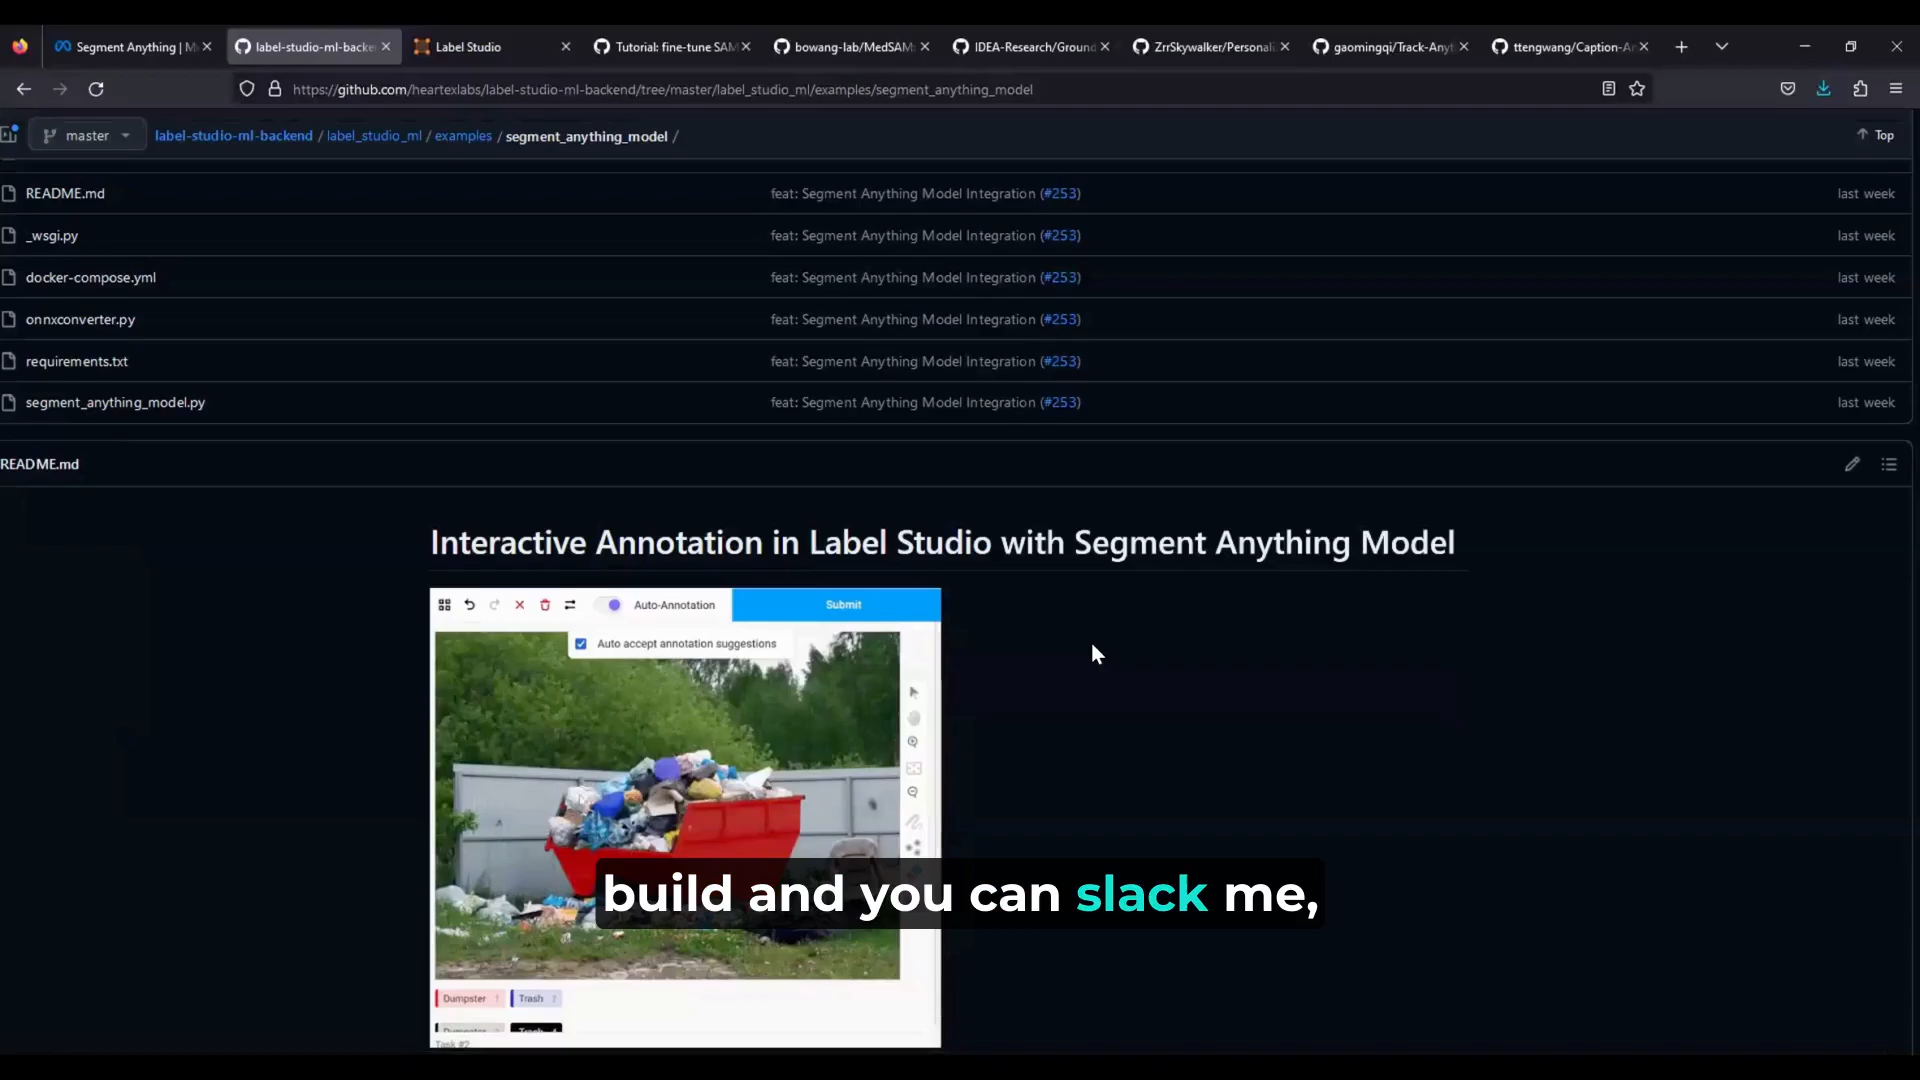 Segment Anything | M
label-studio-ml-backe
Label Studio
Tutorial: fine-tune SAM
bowang-lab/MedSAM
IDEA-Research/Ground
ZrrSkywalker/Personali
gaomingqi/Track-Anyt
ttengwang/Caption-A
https://github.com/heartexlabs/label-studio-ml-backend/tree/master/label_studio_ml/examples/segment_anything_model
master
label-studio-ml-backend / label_studio_ml / examples / segment_anything_model /
Top
README.md feat: Segment Anything Model Integration (#253) last week
_wsgi.py feat: Segment Anything Model Integration (#253) last week
docker-compose.yml feat: Segment Anything Model Integration (#253) last week
onnxconverter.py feat: Segment Anything Model Integration (#253) last week
requirements.txt feat: Segment Anything Model Integration (#253) last week
segment_anything_model.py feat: Segment Anything Model Integration (#253) last week
README.md
Interactive Annotation in Label Studio with Segment Anything Model
Auto-Annotation
Submit
Auto accept annotation suggestions
build and you can slack me,
Dumpster 1 Trash 2
Task #2